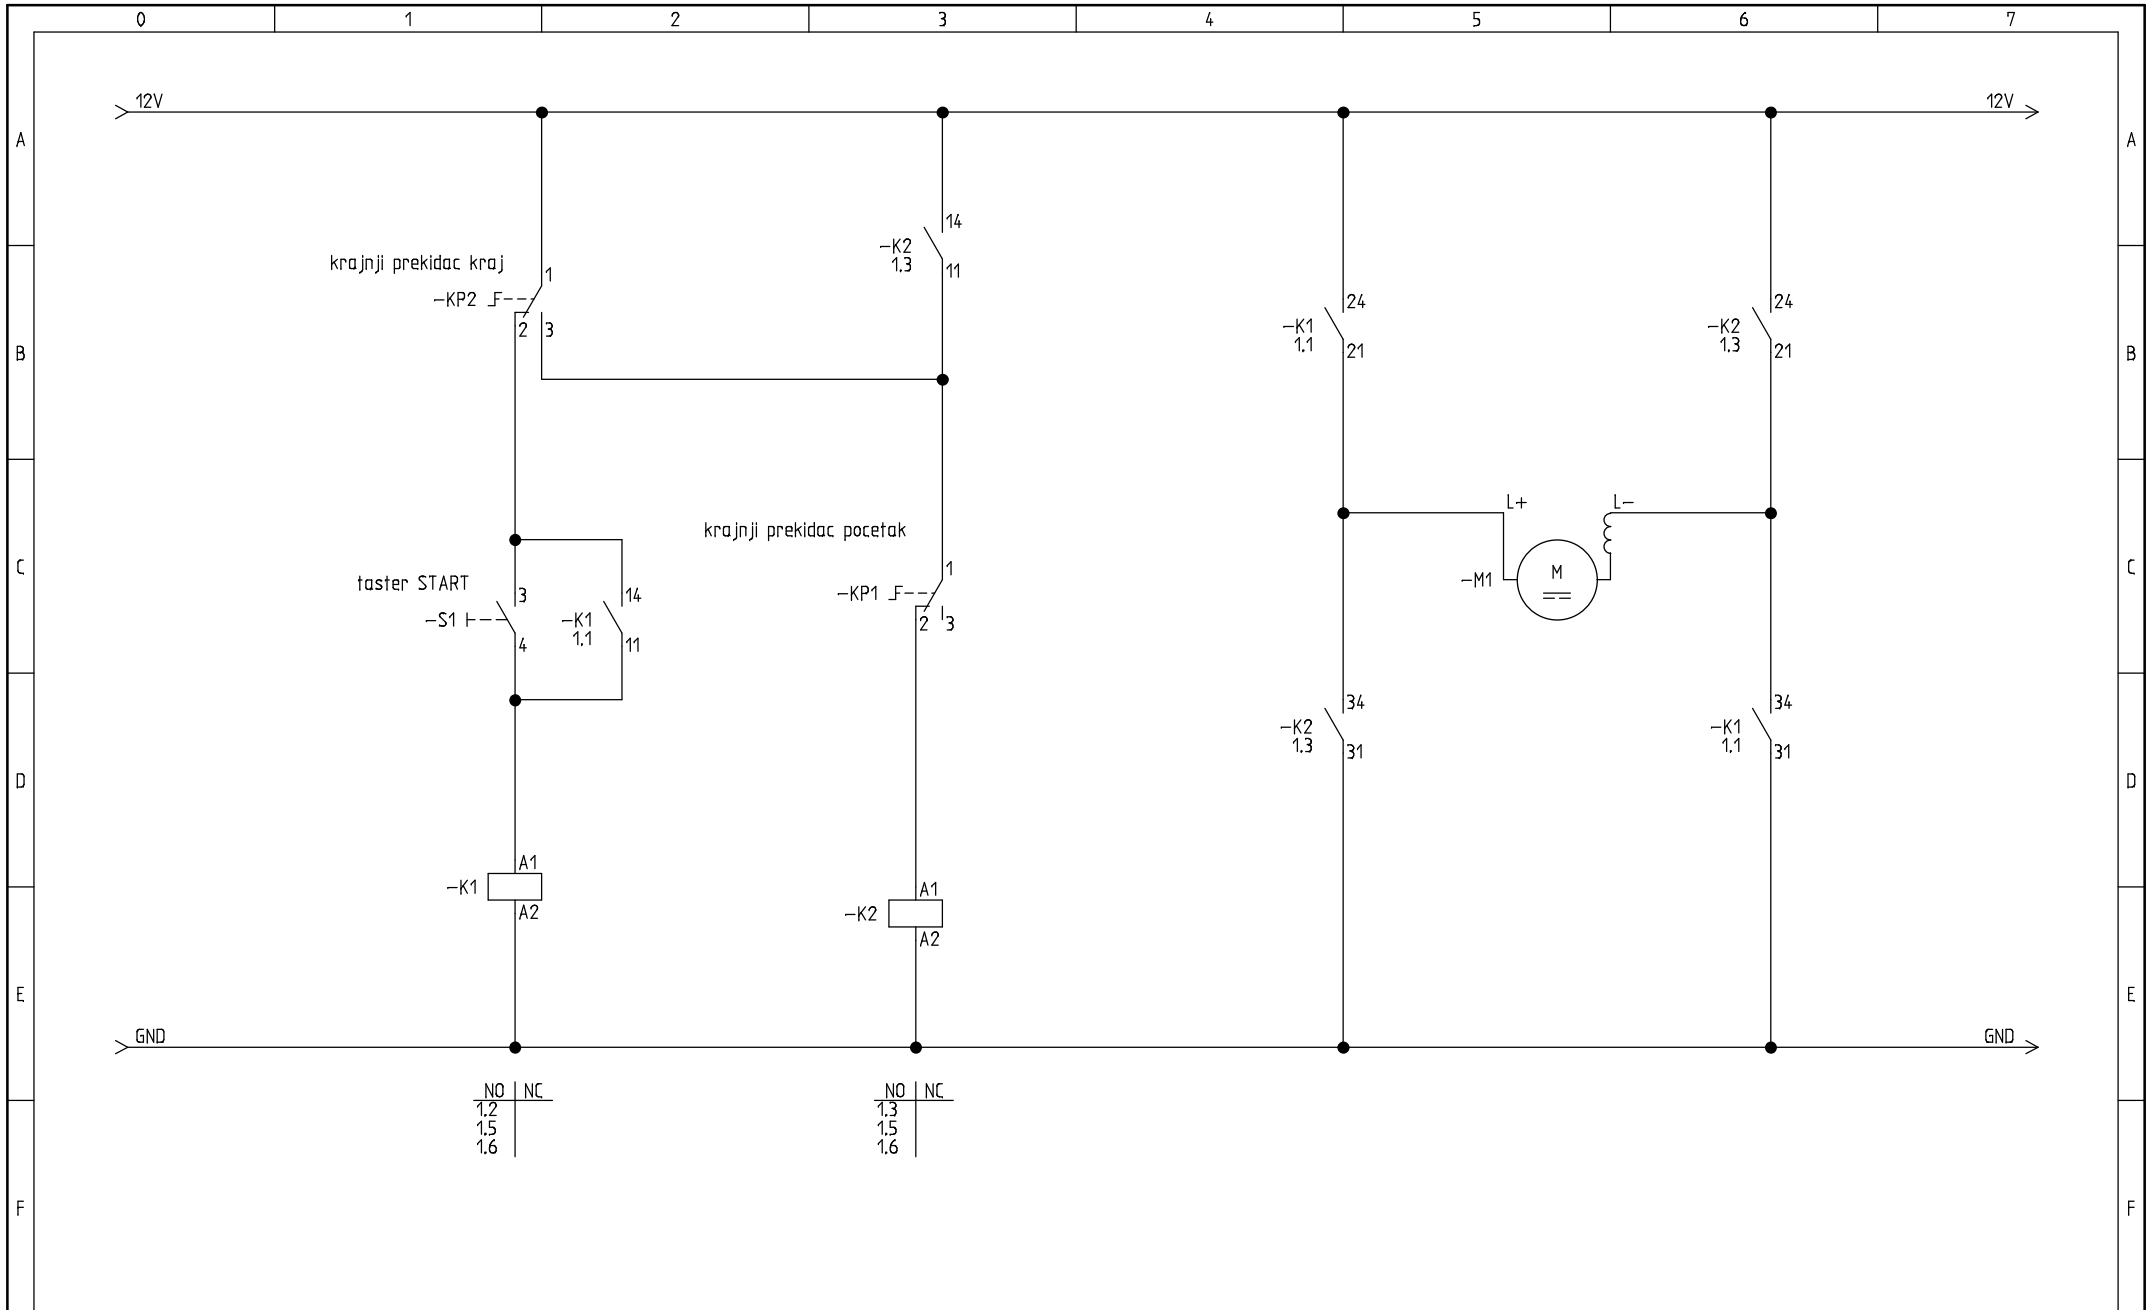 0 1 2 3 4 5 6 7
12V 12V
A A
14
-K2
1.3
11
krajnji prekidac kraj
1
-KP2
2 3
24
-K1
1.1
21
24
-K2
1.3
21
B B
L+ L-
krajnji prekidac pocetak
C C
1
-KP1
2 3
M
-M1
taster START
3
-S1
4
14
-K1
1.1
11
34
-K2
1.3
31
34
-K1
1.1
31
D D
A1
-K1
A2
A1
-K2
A2
E E
GND GND
NO NC
1.2
1.5
1.6
NO NC
1.3
1.5
1.6
F F